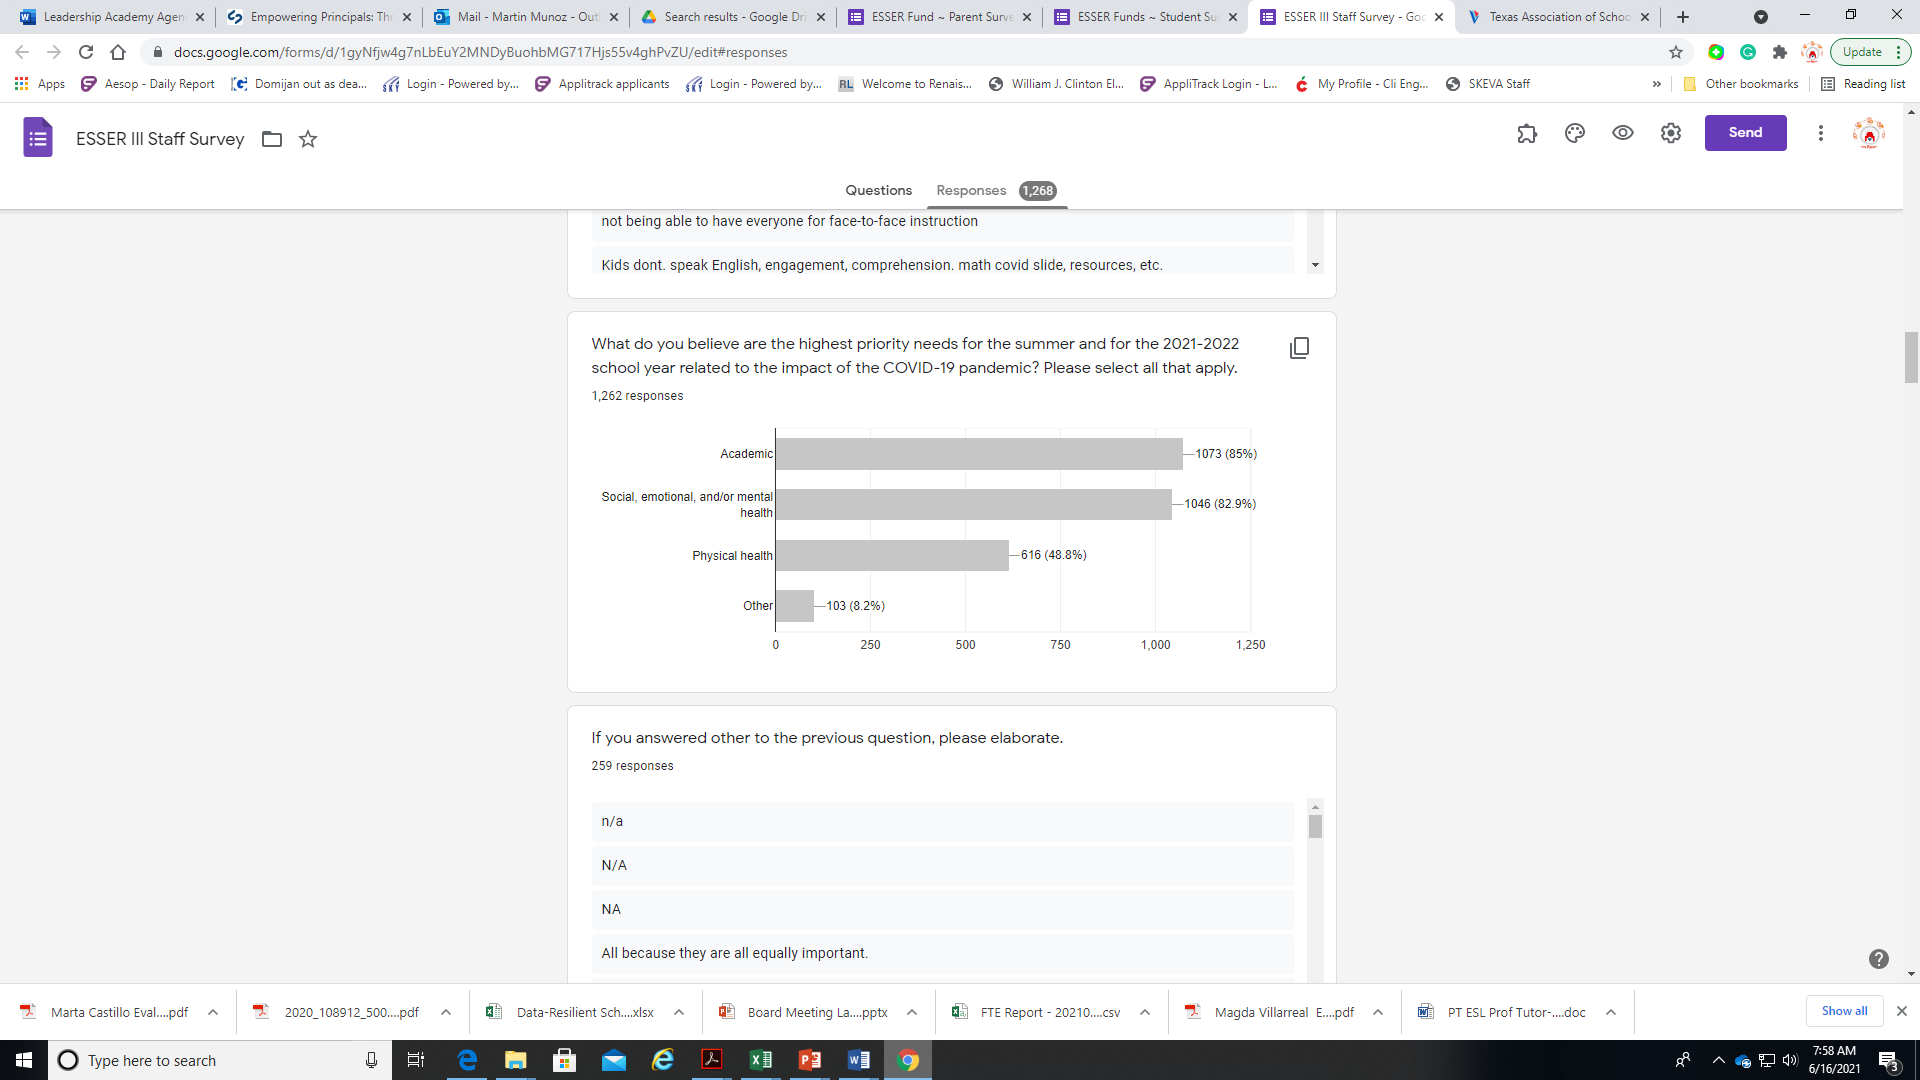 Leadership Academy Agen
Empowering Principals: Thr
Mail - Martin Munoz - Outl
Search results - Google Dri
ESSER Fund ~ Parent Surve
ESSER Funds ~ Student Su
ESSER III Staff Survey - Goo
Texas Association of Schoo
docs.google.com/forms/d/1gyNfjw4g7nLbEuY2MNDyBuohbMG717Hjs55v4ghPvZU/edit#responses
Update
Apps
Aesop - Daily Report
Domijan out as dea...
Login - Powered by...
Applitrack applicants
Login - Powered by...
RL Welcome to Renais...
William J. Clinton El...
AppliTrack Login - L...
My Profile - Cli Eng...
SKEVA Staff
Other bookmarks
Reading list
ESSER III Staff Survey
Send
Questions
Responses 1,268
not being able to have everyone for face-to-face instruction
Kids dont. speak English, engagement, comprehension. math covid slide, resources, etc.
What do you believe are the highest priority needs for the summer and for the 2021-2022
school year related to the impact of the COVID-19 pandemic? Please select all that apply.
1,262 responses
Academic
1073 (85%)
Social, emotional, and/or mental
health
1046 (82.9%)
Physical health
616 (48.8%)
Other
103 (8.2%)
0 250 500 750 1,000 1,250
If you answered other to the previous question, please elaborate.
259 responses
n/a
N/A
NA
All because they are all equally important.
Marta Castillo Eval....pdf
2020_108912_500....pdf
Data-Resilient Sch....xlsx
Board Meeting La....pptx
FTE Report - 20210....csv
Magda Villarreal E....pdf
PT ESL Prof Tutor-....doc
Show all
Type here to search
7:58 AM
6/16/2021
3